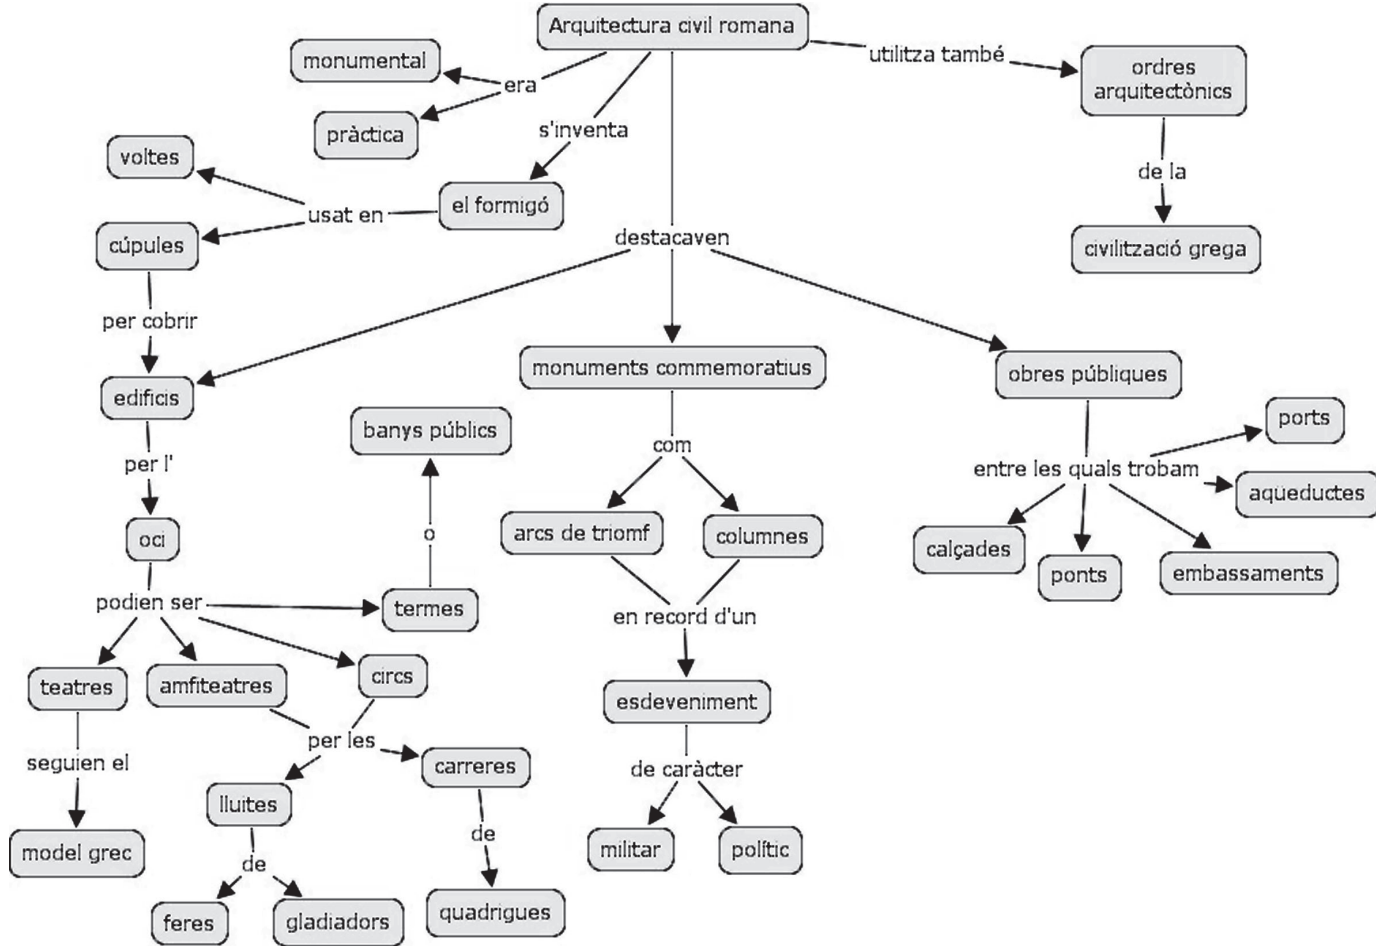 Arquitectura civil romana
utilitza també
ordres
arquitectònics
de la
civilització grega
monumental
era
pràctica
s'inventa
el formigó
usat en
voltes
cúpules
per cobrir
destacaven
edificis
per l'
oci
podien ser
termes
o
banys públics
teatres
amfiteatres
circs
seguien el
model grec
per les
lluites
carreres
de
feres
gladiadors
de
quadrigues
monuments commemoratius
com
arcs de triomf
columnes
en record d'un
esdeveniment
de caràcter
militar
polític
obres públiques
entre les quals trobam
ports
aqüeductes
calçades
ponts
embassaments